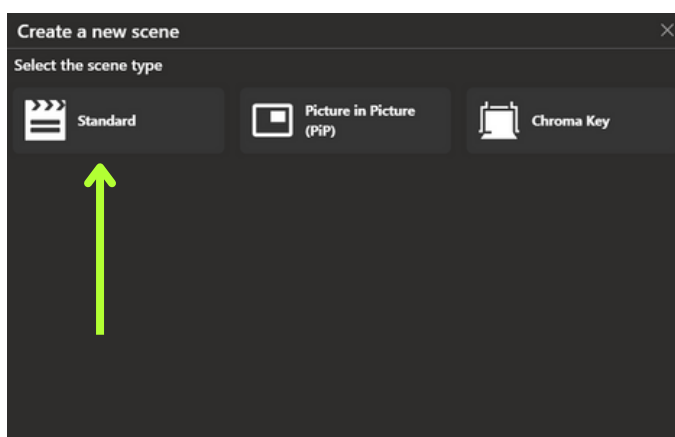 Create a new scene
Select the scene type
Standard
Picture in Picture
(PiP)
Chroma Key